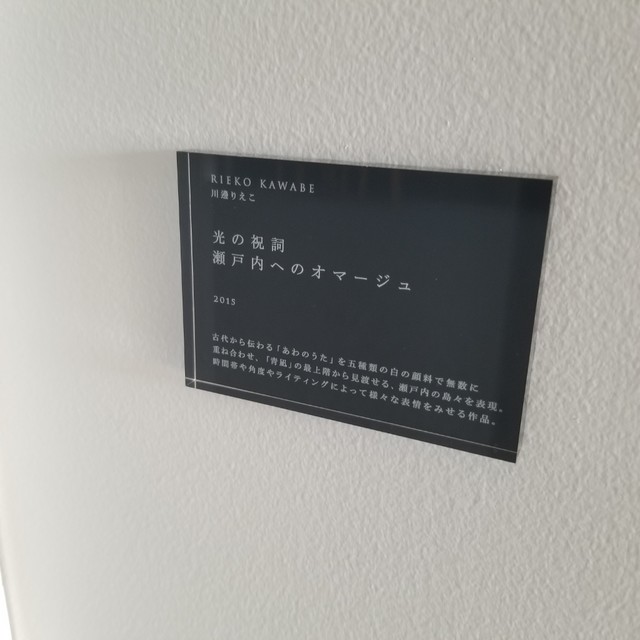 RIEKO KAWABE
川邊りえこ
光の祝詞
瀬戸内へのオマージュ
2015
古代から伝わる「あわのうた」を五種類の白の顔料で無数に
重ね合わせ、「青凪」の最上階から見渡せる、瀬戸内の島々を表現。
時間帯や角度やライティングによって様々な表情をみせる作品。